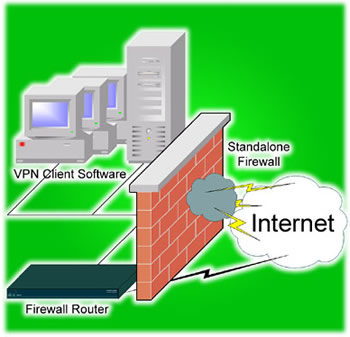 VPN Client Software
Standalone
Firewall
Internet
Firewall Router